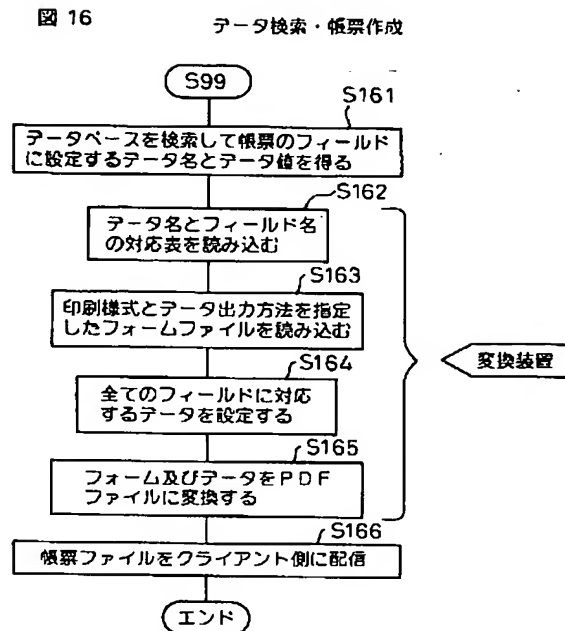 図 16
データ検索・帳票作成
S99
S161
データベースを検索して帳票のフィールド
に設定するデータ名とデータ値を得る
S162
データ名とフィールド名
の対応表を読み込む
S163
印刷様式とデータ出力方法を指定
したフォームファイルを読み込む
変換装置
S164
全てのフィールドに対応
するデータを設定する
S165
フォーム及びデータをPDF
ファイルに変換する
S166
帳票ファイルをクライアント側に配信
エンド